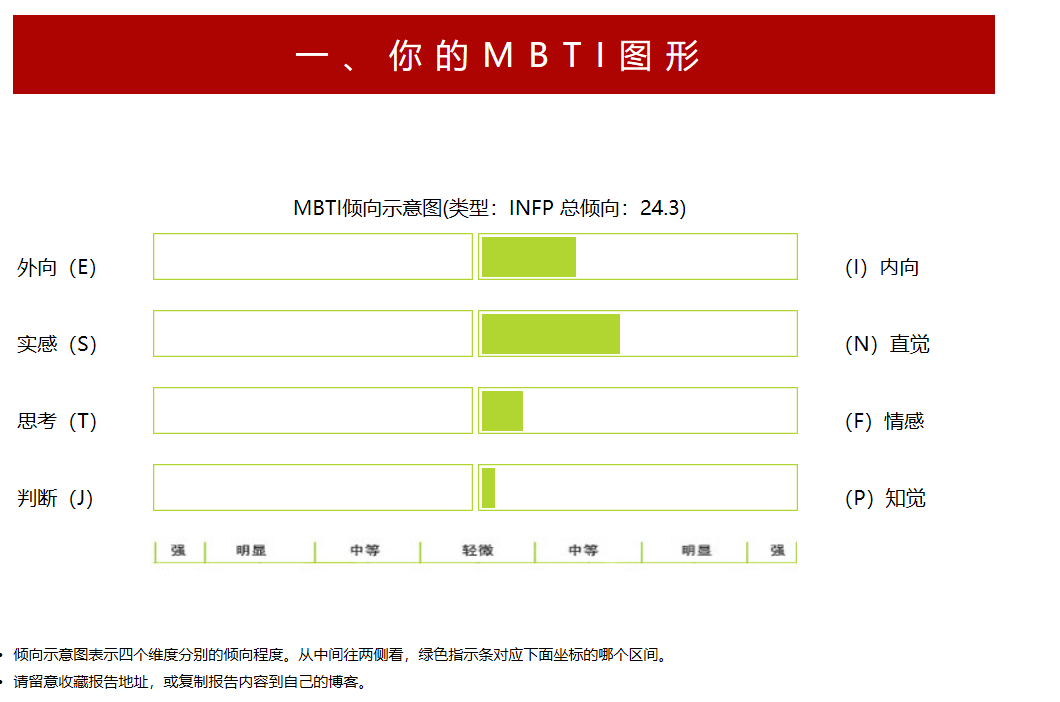 一、你的MBTI图形
MBTI倾向示意图(类型：INFP 总倾向：24.3)
外向（E） （I）内向
实感（S） （N）直觉
思考（T） （F）情感
判断（J） （P）知觉
强 明显 中等 轻微 中等 明显 强
• 倾向示意图表示四个维度分别的倾向程度。从中间往两侧看，绿色指示条对应下面坐标的哪个区间。
• 请留意收藏报告地址，或复制报告内容到自己的博客。